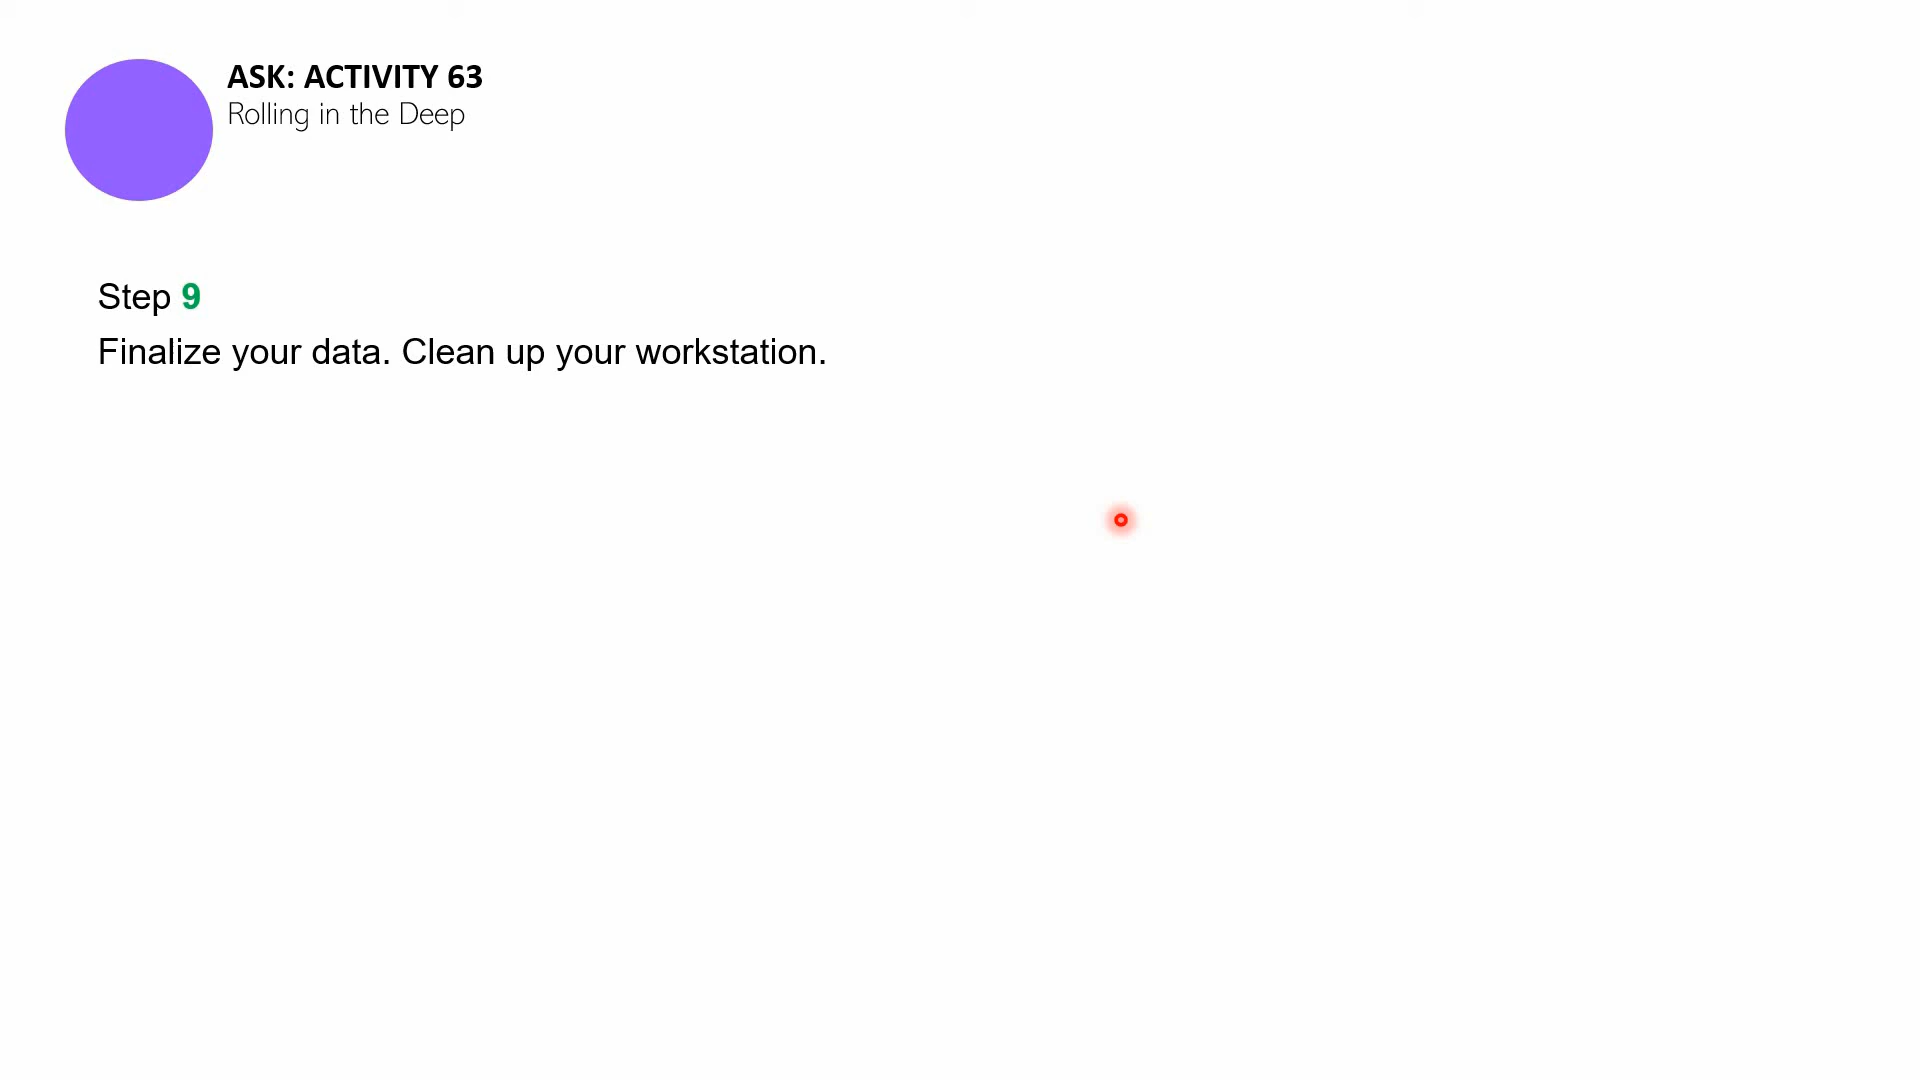 ASK: ACTIVITY 63
Rolling in the Deep
Step 9
Finalize your data. Clean up your workstation.